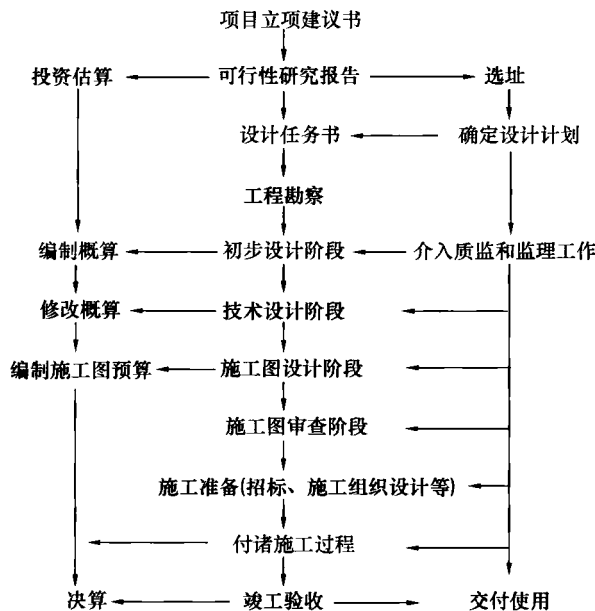 项目立项建议书
投资估算 可行性研究报告 选址
设计任务书 确定设计计划
工程勘察
编制概算 初步设计阶段 介入质监和监理工作
修改概算 技术设计阶段
编制施工图预算 施工图设计阶段
施工图审查阶段
施工准备(招标、施工组织设计等)
付诸施工过程
决算 竣工验收 交付使用